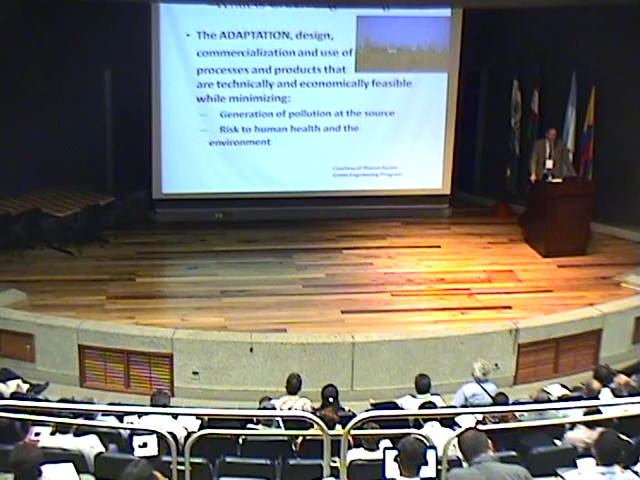 • The ADAPTATION, design,
commercialization and use of
processes and products that
are technically and economically feasible
while minimizing:
– Generation of pollution at the source
– Risk to human health and the
environment
Courtesy of Sharon Austin
Green Engineering Program